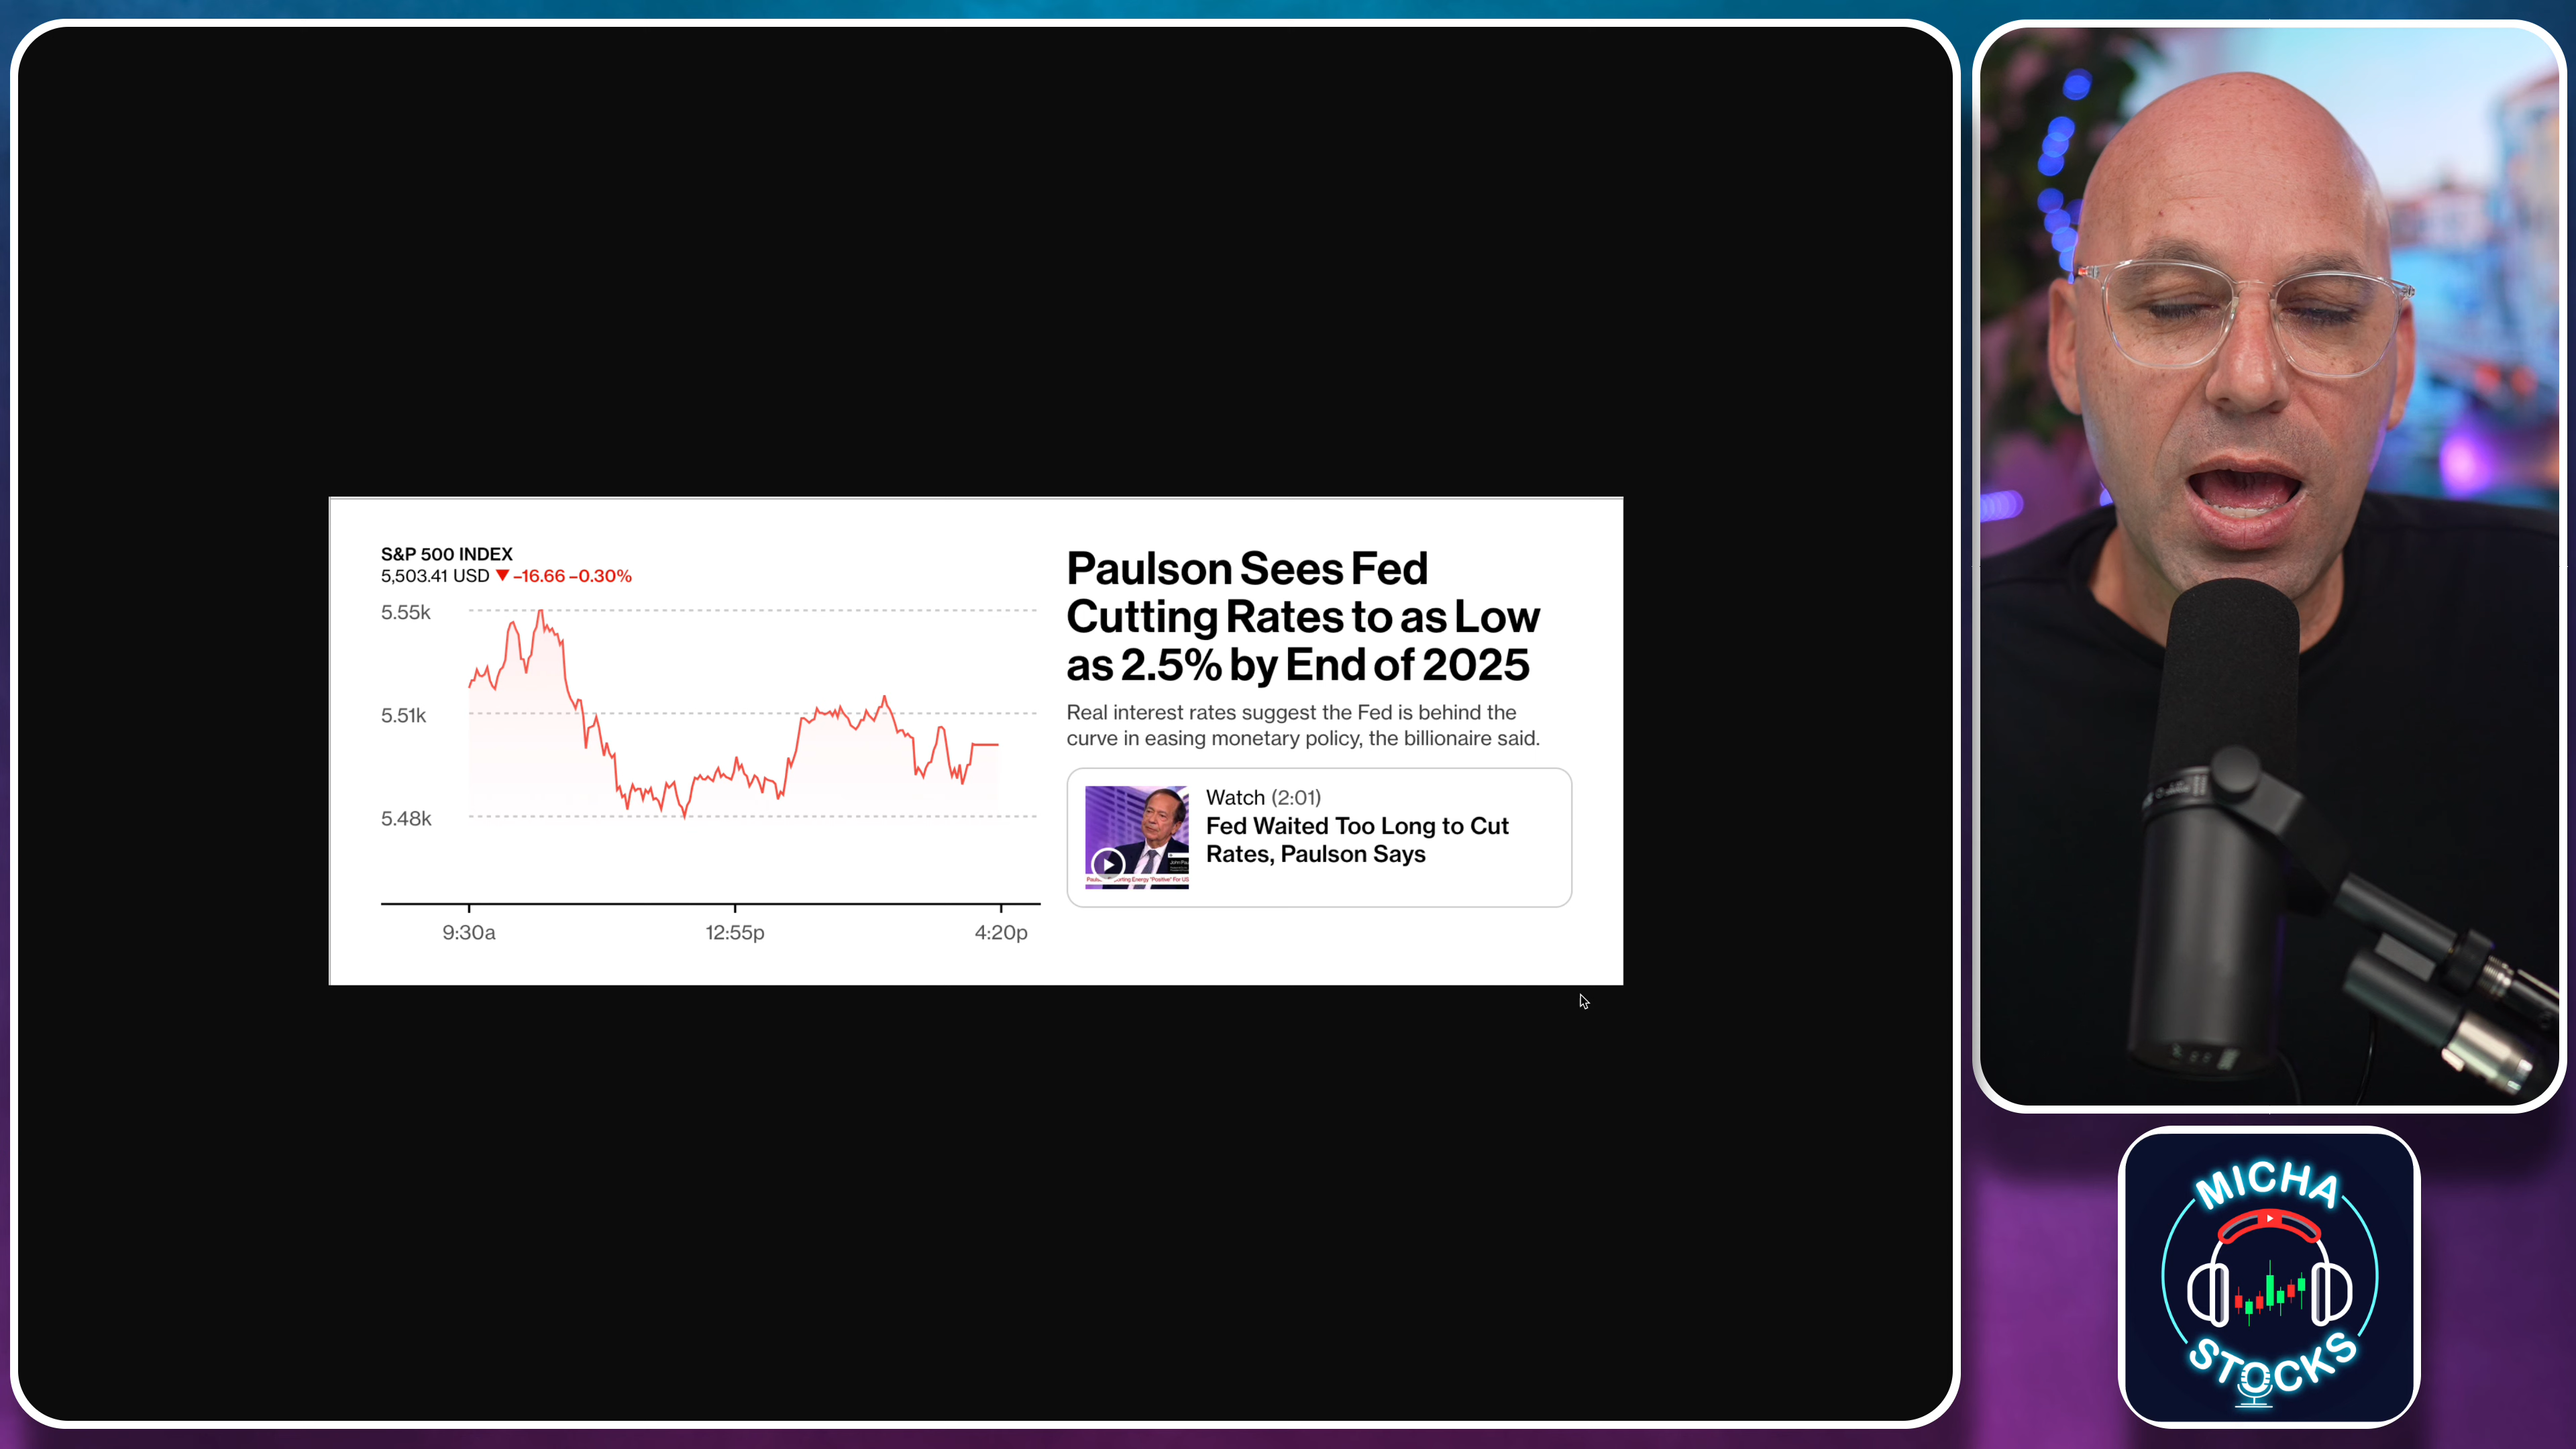 S&P 500 INDEX
5,503.41 USD ▼ −16.66 −0.30%
5.55k
5.51k
5.48k
9:30a 12:55p 4:20p
Paulson Sees Fed
Cutting Rates to as Low
as 2.5% by End of 2025
Real interest rates suggest the Fed is behind the
curve in easing monetary policy, the billionaire said.
Watch (2:01)
Fed Waited Too Long to Cut
Rates, Paulson Says
MICHA
STOCKS